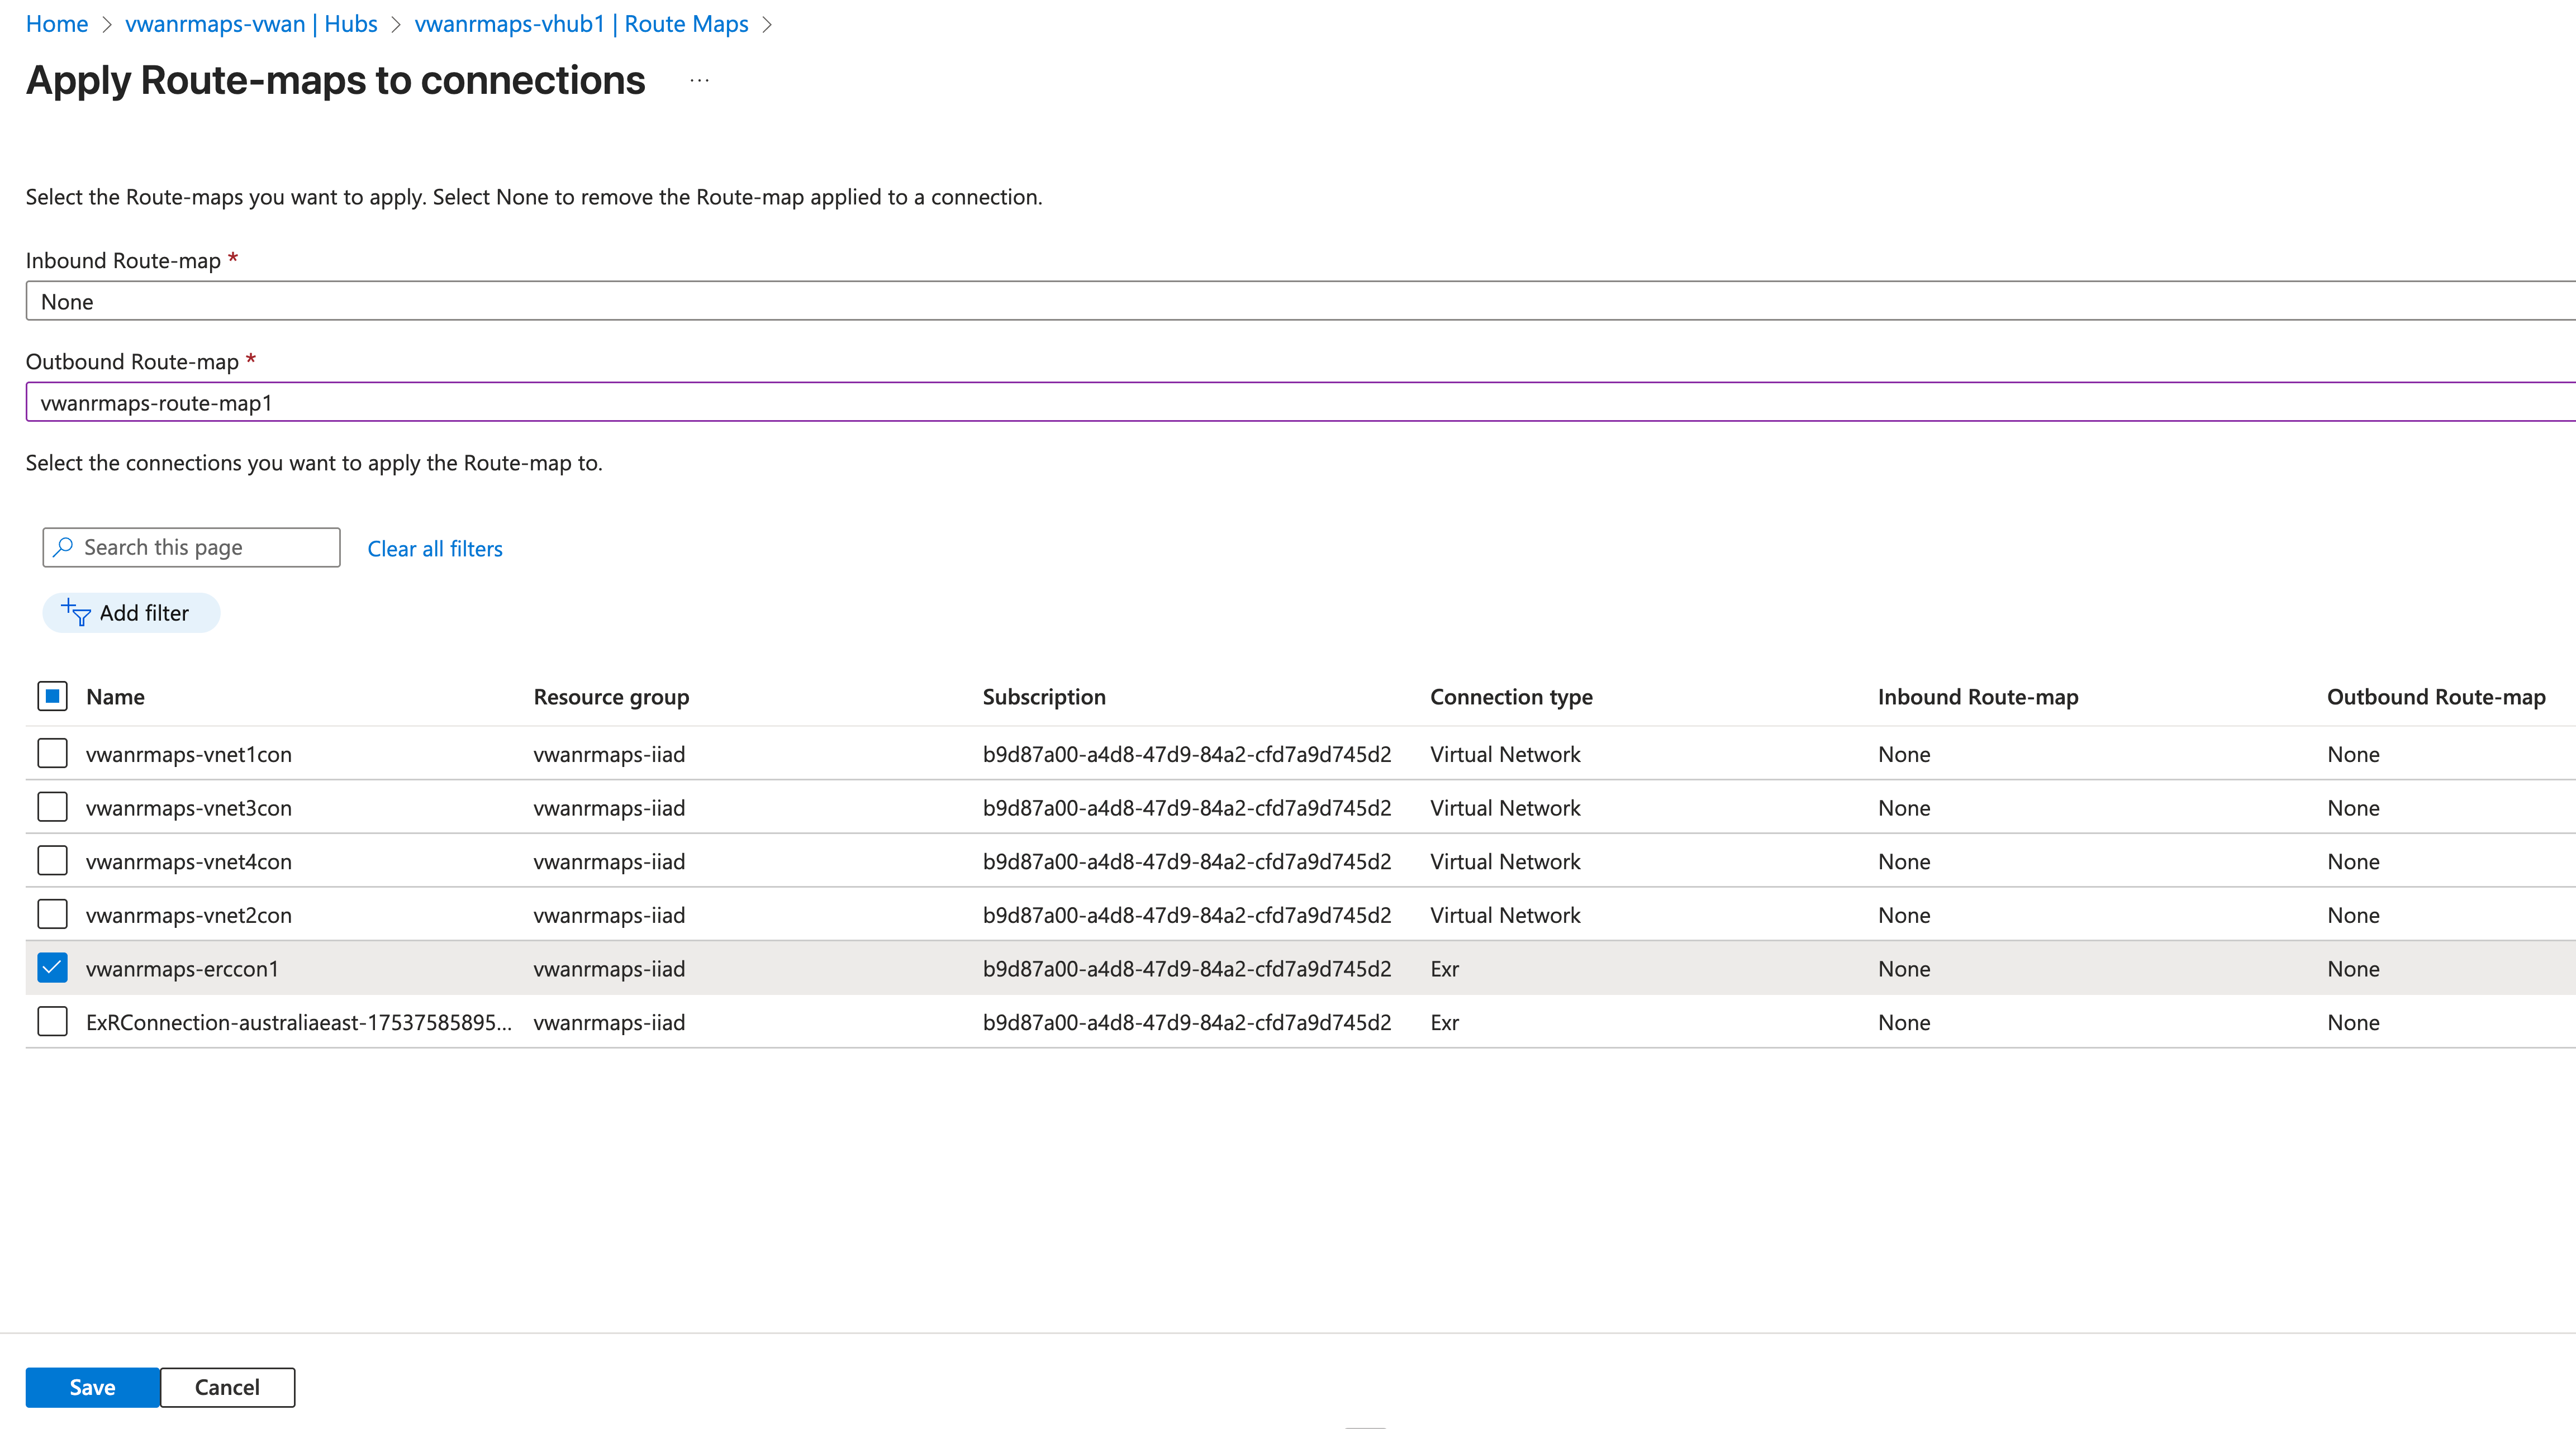 Home > vwanrmaps-vwan | Hubs > vwanrmaps-vhub1 | Route Maps >
Apply Route-maps to connections ...
Select the Route-maps you want to apply. Select None to remove the Route-map applied to a connection.
Inbound Route-map *
None
Outbound Route-map *
vwanrmaps-route-map1
Select the connections you want to apply the Route-map to.
Search this page Clear all filters
Add filter
Name Resource group Subscription Connection type Inbound Route-map Outbound Route-map
vwanrmaps-vnet1con vwanrmaps-iiad b9d87a00-a4d8-47d9-84a2-cfd7a9d745d2 Virtual Network None None
vwanrmaps-vnet3con vwanrmaps-iiad b9d87a00-a4d8-47d9-84a2-cfd7a9d745d2 Virtual Network None None
vwanrmaps-vnet4con vwanrmaps-iiad b9d87a00-a4d8-47d9-84a2-cfd7a9d745d2 Virtual Network None None
vwanrmaps-vnet2con vwanrmaps-iiad b9d87a00-a4d8-47d9-84a2-cfd7a9d745d2 Virtual Network None None
vwanrmaps-erccon1 vwanrmaps-iiad b9d87a00-a4d8-47d9-84a2-cfd7a9d745d2 Exr None None
ExRConnection-australiaeast-17537585895... vwanrmaps-iiad b9d87a00-a4d8-47d9-84a2-cfd7a9d745d2 Exr None None
Save Cancel